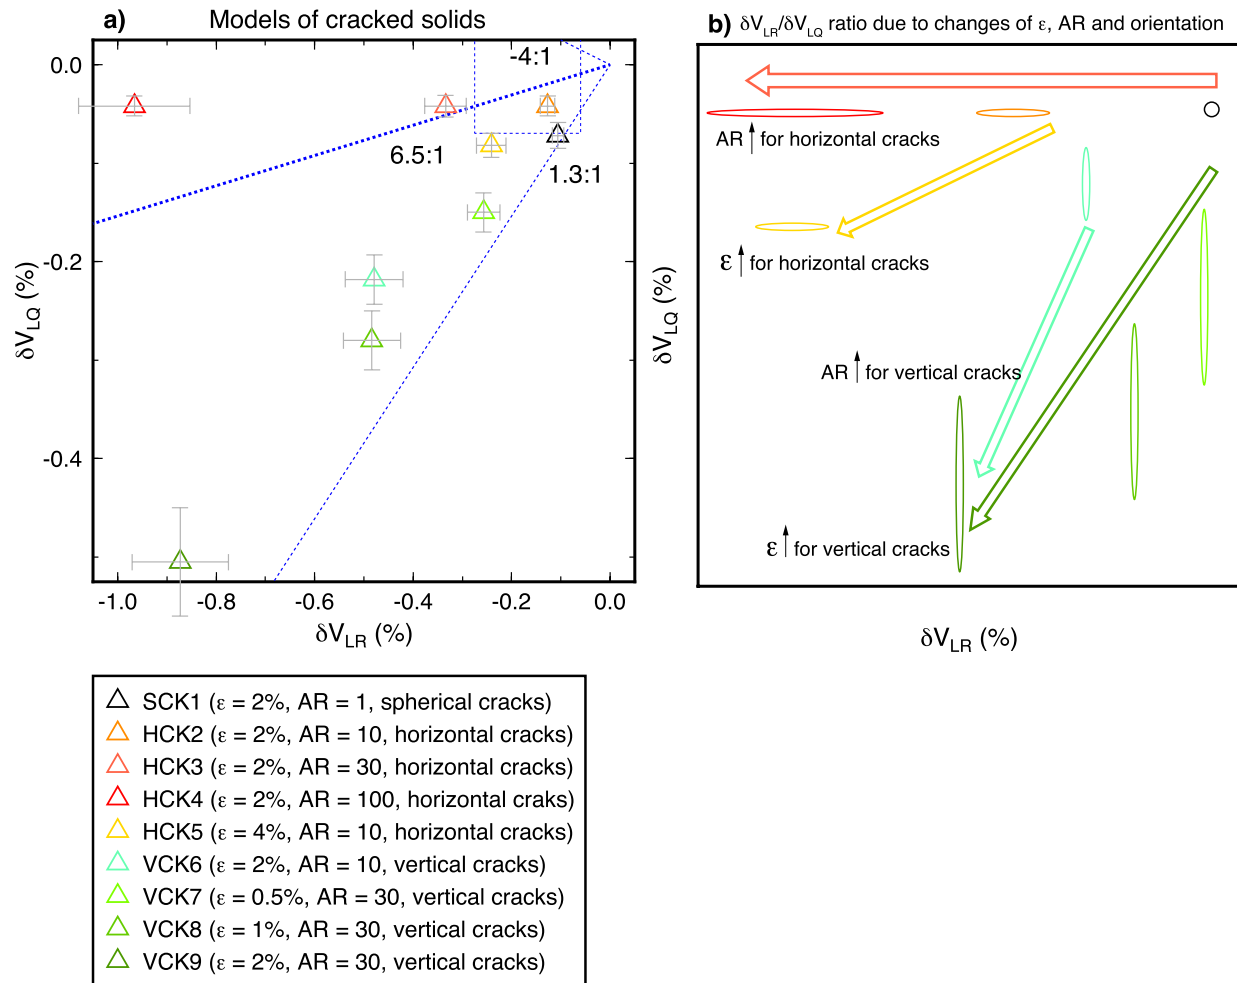 a) Models of cracked solids
0.0
-0.2
-0.4
δV_LQ (%)
-4:1
6.5:1
1.3:1
-1.0 -0.8 -0.6 -0.4 -0.2 0.0
δV_LR (%)
b) δV_LR/δV_LQ ratio due to changes of ε, AR and orientation
AR↑ for horizontal cracks
ε↑ for horizontal cracks
AR↑ for vertical cracks
ε↑ for vertical cracks
δV_LQ (%)
δV_LR (%)
SCK1 (ε = 2%, AR = 1, spherical cracks)
HCK2 (ε = 2%, AR = 10, horizontal cracks)
HCK3 (ε = 2%, AR = 30, horizontal cracks)
HCK4 (ε = 2%, AR = 100, horizontal craks)
HCK5 (ε = 4%, AR = 10, horizontal cracks)
VCK6 (ε = 2%, AR = 10, vertical cracks)
VCK7 (ε = 0.5%, AR = 30, vertical cracks)
VCK8 (ε = 1%, AR = 30, vertical cracks)
VCK9 (ε = 2%, AR = 30, vertical cracks)